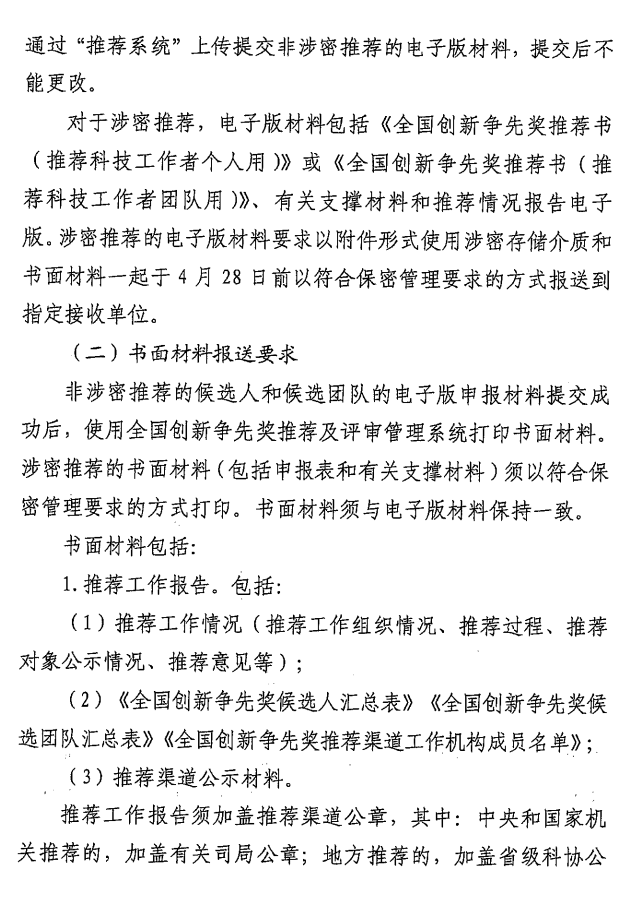 通过“推荐系统”上传提交非涉密推荐的电子版材料，提交后不
能更改。
对于涉密推荐，电子版材料包括《全国创新争先奖推荐书
（推荐科技工作者个人用）》或《全国创新争先奖推荐书（推
荐科技工作者团队用）》、有关支撑材料和推荐情况报告电子
版。涉密推荐的电子版材料要求以附件形式使用涉密存储介质和
书面材料一起于 4 月 28 日前以符合保密管理要求的方式报送到
指定接收单位。
（二）书面材料报送要求
非涉密推荐的候选人和候选团队的电子版申报材料提交成
功后，使用全国创新争先奖推荐及评审管理系统打印书面材料。
涉密推荐的书面材料（包括申报表和有关支撑材料）须以符合保
密管理要求的方式打印。书面材料须与电子版材料保持一致。
书面材料包括：
1.推荐工作报告。包括：
（1）推荐工作情况（推荐工作组织情况、推荐过程、推荐
对象公示情况、推荐意见等）；
（2）《全国创新争先奖候选人汇总表》《全国创新争先奖候
选团队汇总表》《全国创新争先奖推荐渠道工作机构成员名单》；
（3）推荐渠道公示材料。
推荐工作报告须加盖推荐渠道公章，其中：中央和国家机
关推荐的，加盖有关司局公章；地方推荐的，加盖省级科协公